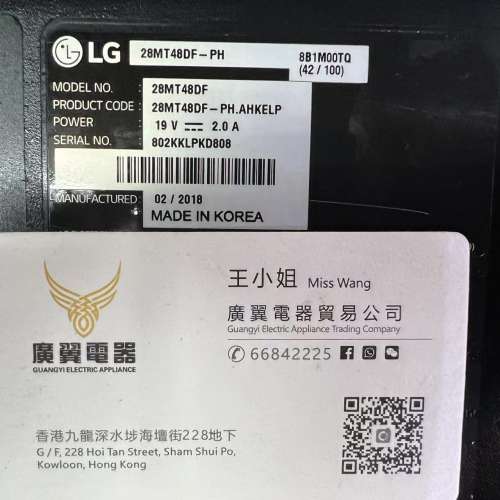 LG 28MT48DF-PH 8B1M00TQ
(42 / 100)
MODEL NO. 28MT48DF
PRODUCT CODE : 28MT48DF-PH.AHKELP
POWER : 19 V ⎓ 2.0 A
SERIAL NO. 802KKLPKD808
MANUFACTURED: 02 / 2018
MADE IN KOREA
王小姐 Miss Wang
廣翼電器貿易公司
Guangyi Electric Appliance Trading Company
66842225
廣翼電器
GUANGYI ELECTRIC APPLIANCE
香港九龍深水埗海壇街228地下
G / F, 228 Hoi Tan Street, Sham Shui Po,
Kowloon, Hong Kong